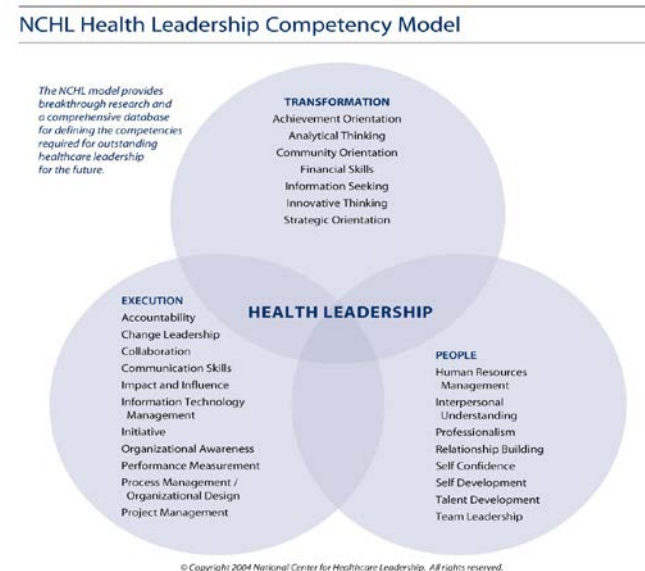 NCHL Health Leadership Competency Model
The NCHL model provides
breakthrough research and
a comprehensive database
for defining the competencies
required for outstanding
healthcare leadership
for the future.
TRANSFORMATION
Achievement Orientation
Analytical Thinking
Community Orientation
Financial Skills
Information Seeking
Innovative Thinking
Strategic Orientation
HEALTH LEADERSHIP
EXECUTION
Accountability
Change Leadership
Collaboration
Communication Skills
Impact and Influence
Information Technology
Management
Initiative
Organizational Awareness
Performance Measurement
Process Management /
Organizational Design
Project Management
PEOPLE
Human Resources
Management
Interpersonal
Understanding
Professionalism
Relationship Building
Self Confidence
Self Development
Talent Development
Team Leadership
© Copyright 2004 National Center for Healthcare Leadership. All rights reserved.